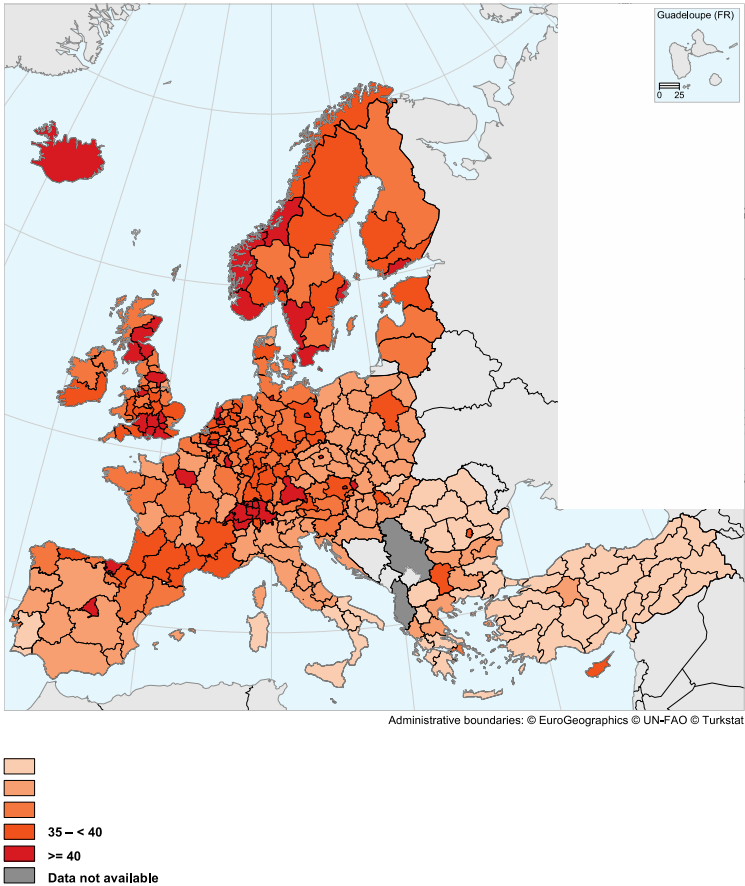 Guadeloupe (FR)
0 25
Administrative boundaries: © EuroGeographics © UN-FAO © Turkstat
35 – < 40
>= 40
Data not available